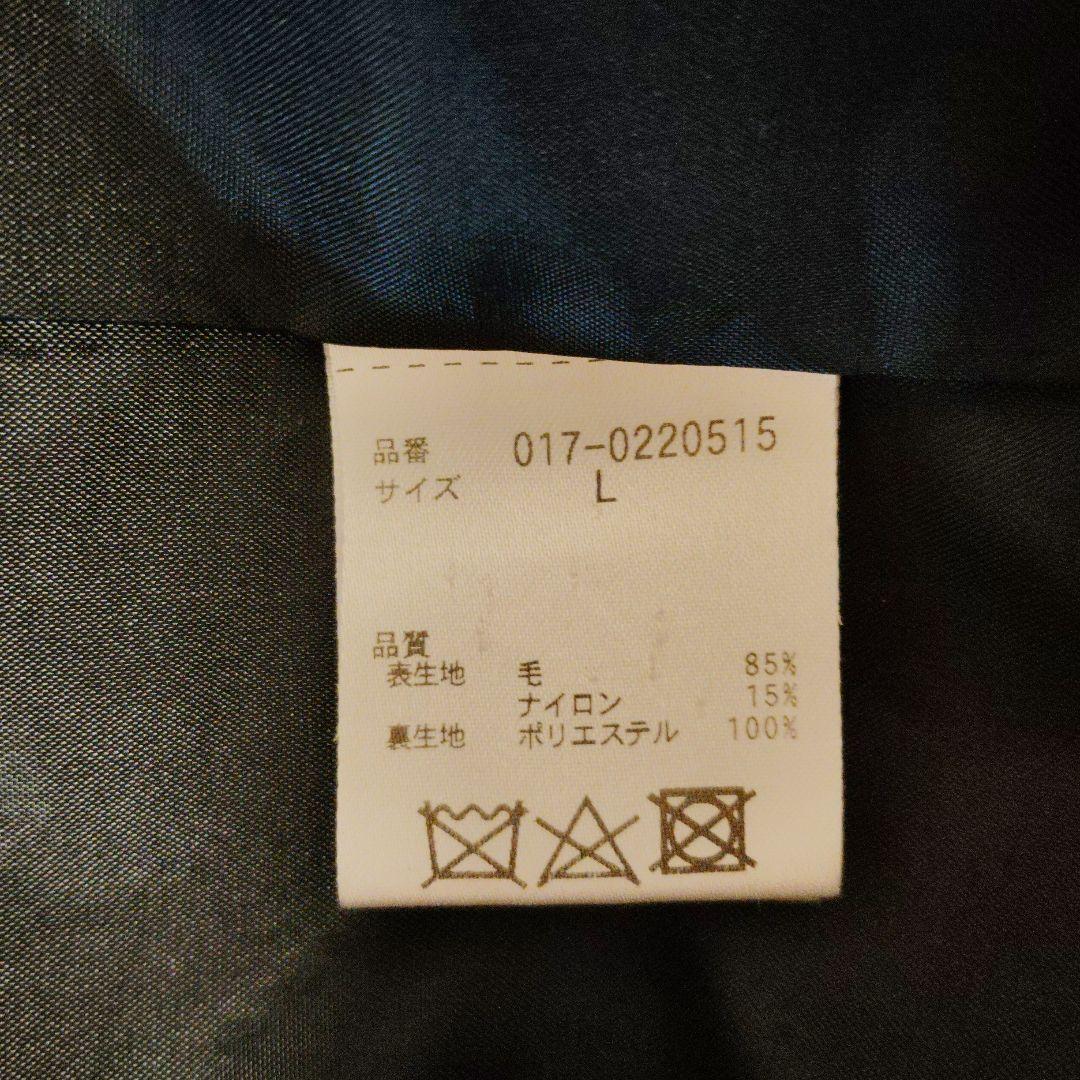 品番 017-0220515
サイズ L
品質
表生地 毛 85%
ナイロン 15%
裏生地 ポリエステル 100%